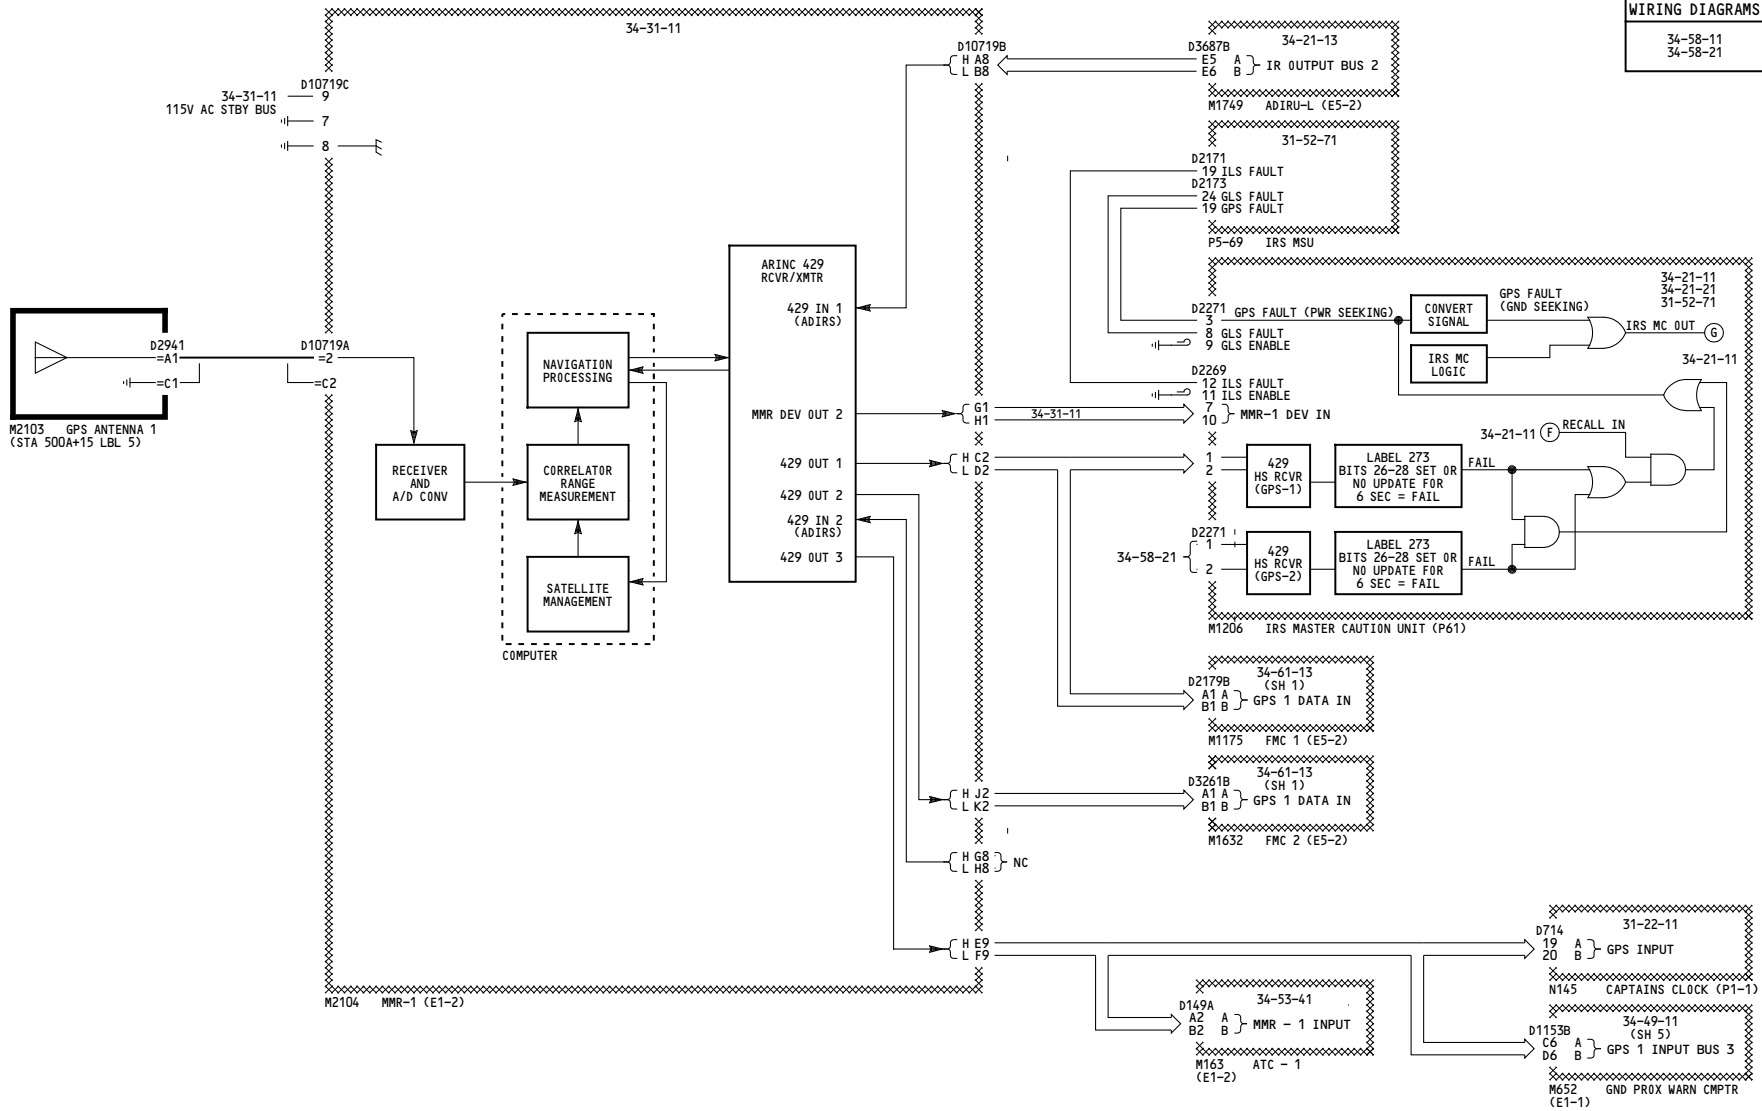 WIRING DIAGRAMS
34-58-11
34-58-21
34-31-11
D10719C
34-31-11
115V AC STBY BUS
9
7
8
D2941
=A1
=C1
M2103 GPS ANTENNA 1
(STA 500A+15 LBL 5)
D10719A
=2
=C2
RECEIVER
AND
A/D CONV
NAVIGATION
PROCESSING
CORRELATOR
RANGE
MEASUREMENT
SATELLITE
MANAGEMENT
COMPUTER
ARINC 429
RCVR/XMTR
429 IN 1
(ADIRS)
MMR DEV OUT 2
429 OUT 1
429 OUT 2
429 IN 2
(ADIRS)
429 OUT 3
M2104 MMR-1 (E1-2)
D10719B
H A8
L B8
G1
H1
34-31-11
H C2
L D2
H J2
L K2
H G8
L H8
NC
H E9
L F9
D3687B
34-21-13
E5 A
E6 B
IR OUTPUT BUS 2
M1749 ADIRU-L (E5-2)
31-52-71
D2171
19 ILS FAULT
D2173
24 GLS FAULT
19 GPS FAULT
P5-69 IRS MSU
34-21-11
34-21-21
31-52-71
D2271
3 GPS FAULT (PWR SEEKING)
8 GLS FAULT
9 GLS ENABLE
CONVERT
SIGNAL
GPS FAULT
(GND SEEKING)
IRS MC OUT G
IRS MC
LOGIC
34-21-11
D2269
12 ILS FAULT
11 ILS ENABLE
7
10
MMR-1 DEV IN
34-21-11 F RECALL IN
1
2
429
HS RCVR
(GPS-1)
LABEL 273
BITS 26-28 SET OR
NO UPDATE FOR
6 SEC = FAIL
FAIL
D2271
34-58-21
1
2
429
HS RCVR
(GPS-2)
LABEL 273
BITS 26-28 SET OR
NO UPDATE FOR
6 SEC = FAIL
FAIL
M1206 IRS MASTER CAUTION UNIT (P61)
D2179B
34-61-13
(SH 1)
A1 A
B1 B
GPS 1 DATA IN
M1175 FMC 1 (E5-2)
D3261B
34-61-13
(SH 1)
A1 A
B1 B
GPS 1 DATA IN
M1632 FMC 2 (E5-2)
D714
31-22-11
19 A
20 B
GPS INPUT
N145 CAPTAINS CLOCK (P1-1)
D149A
34-53-41
A2 A
B2 B
MMR - 1 INPUT
M163 ATC - 1
(E1-2)
D1153B
34-49-11
(SH 5)
C6 A
D6 B
GPS 1 INPUT BUS 3
M652 GND PROX WARN CMPTR
(E1-1)